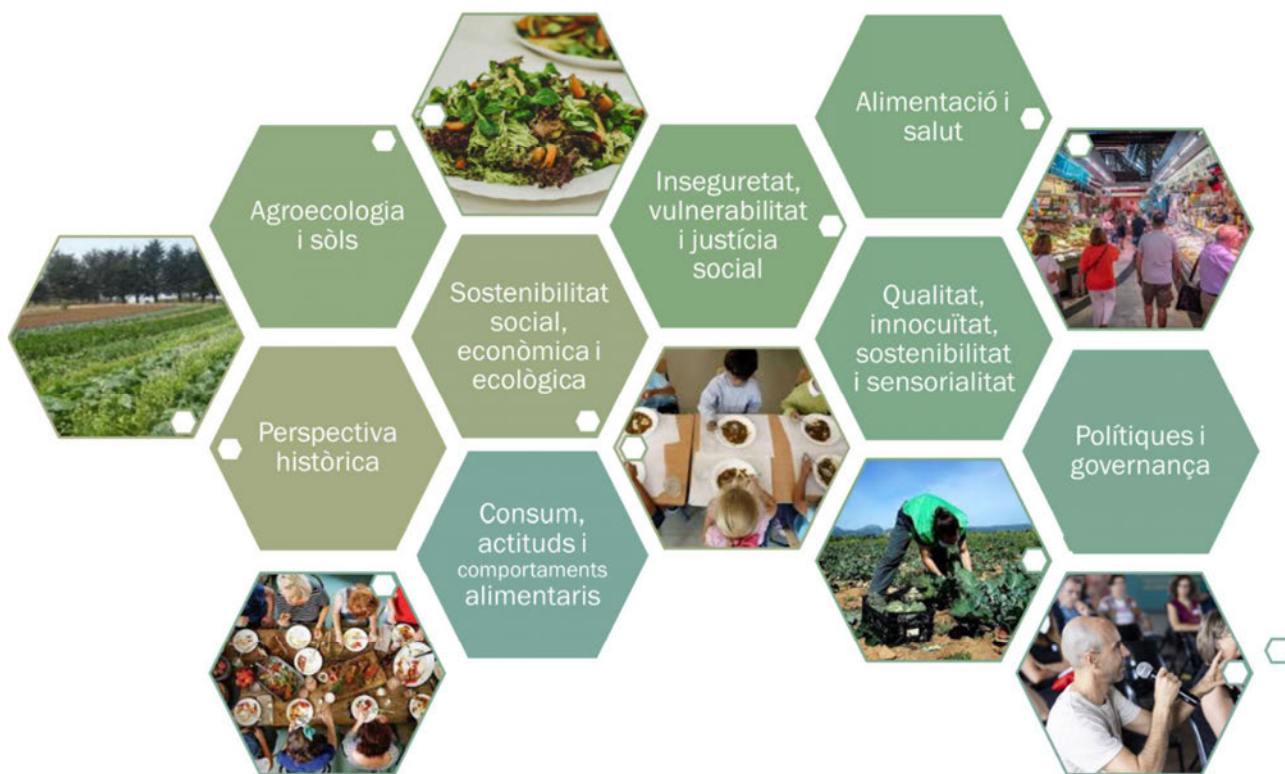 Agroecologia
i sòls
Perspectiva
històrica
Sostenibilitat
social,
econòmica i
ecològica
Consum,
actituds i
comportaments
alimentaris
Inseguretat,
vulnerabilitat
i justícia
social
Alimentació i
salut
Qualitat,
innocuïtat,
sostenibilitat
i sensorialitat
Polítiques i
governança